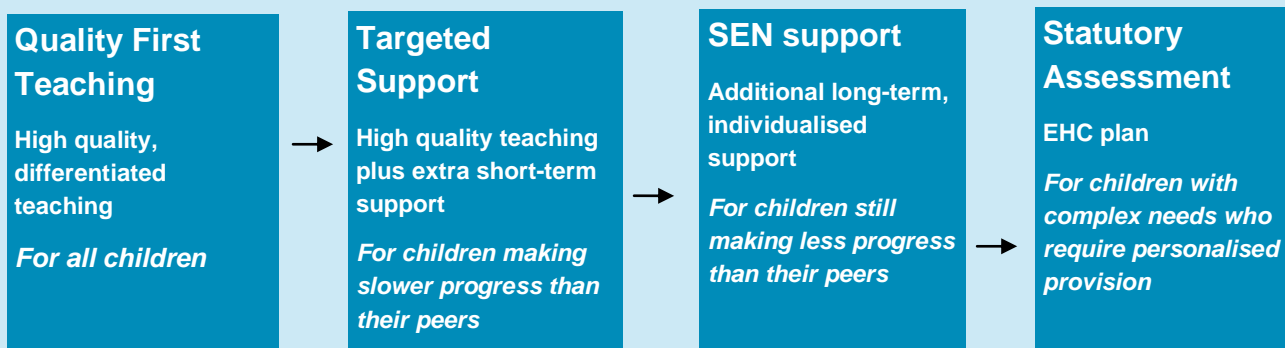 Quality First
Teaching
High quality,
differentiated
teaching
For all children
Targeted
Support
High quality teaching
plus extra short-term
support
For children making
slower progress than
their peers
SEN support
Additional long-term,
individualised
support
For children still
making less progress
than their peers
Statutory
Assessment
EHC plan
For children with
complex needs who
require personalised
provision